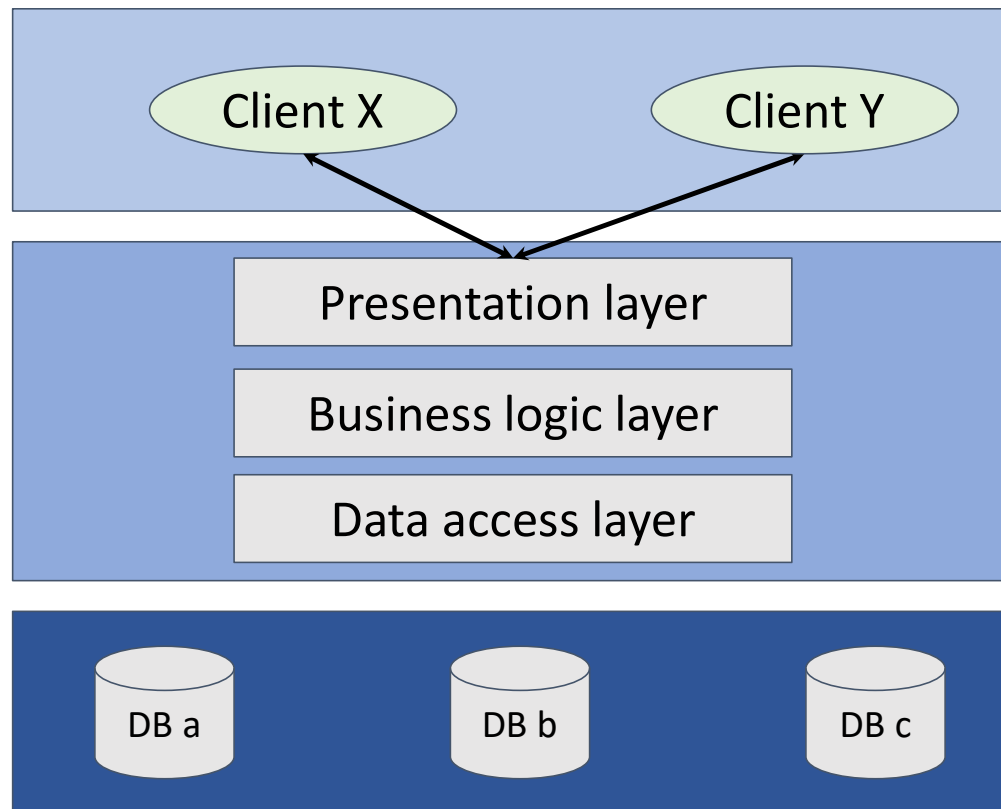 Client X
Client Y
Presentation layer
Business logic layer
Data access layer
DB a
DB b
DB c